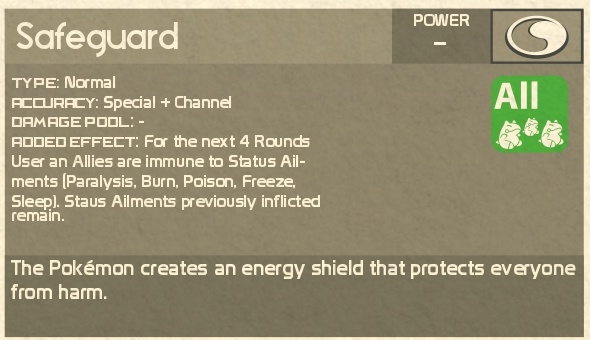 Safeguard
POWER
–
TYPE: Normal
ACCURACY: Special + Channel
DAMAGE POOL: -
ADDED EFFECT: For the next 4 Rounds
User an Allies are immune to Status Ail-
ments (Paralysis, Burn, Poison, Freeze,
Sleep). Staus Ailments previously inflicted
remain.
All
The Pokémon creates an energy shield that protects everyone
from harm.